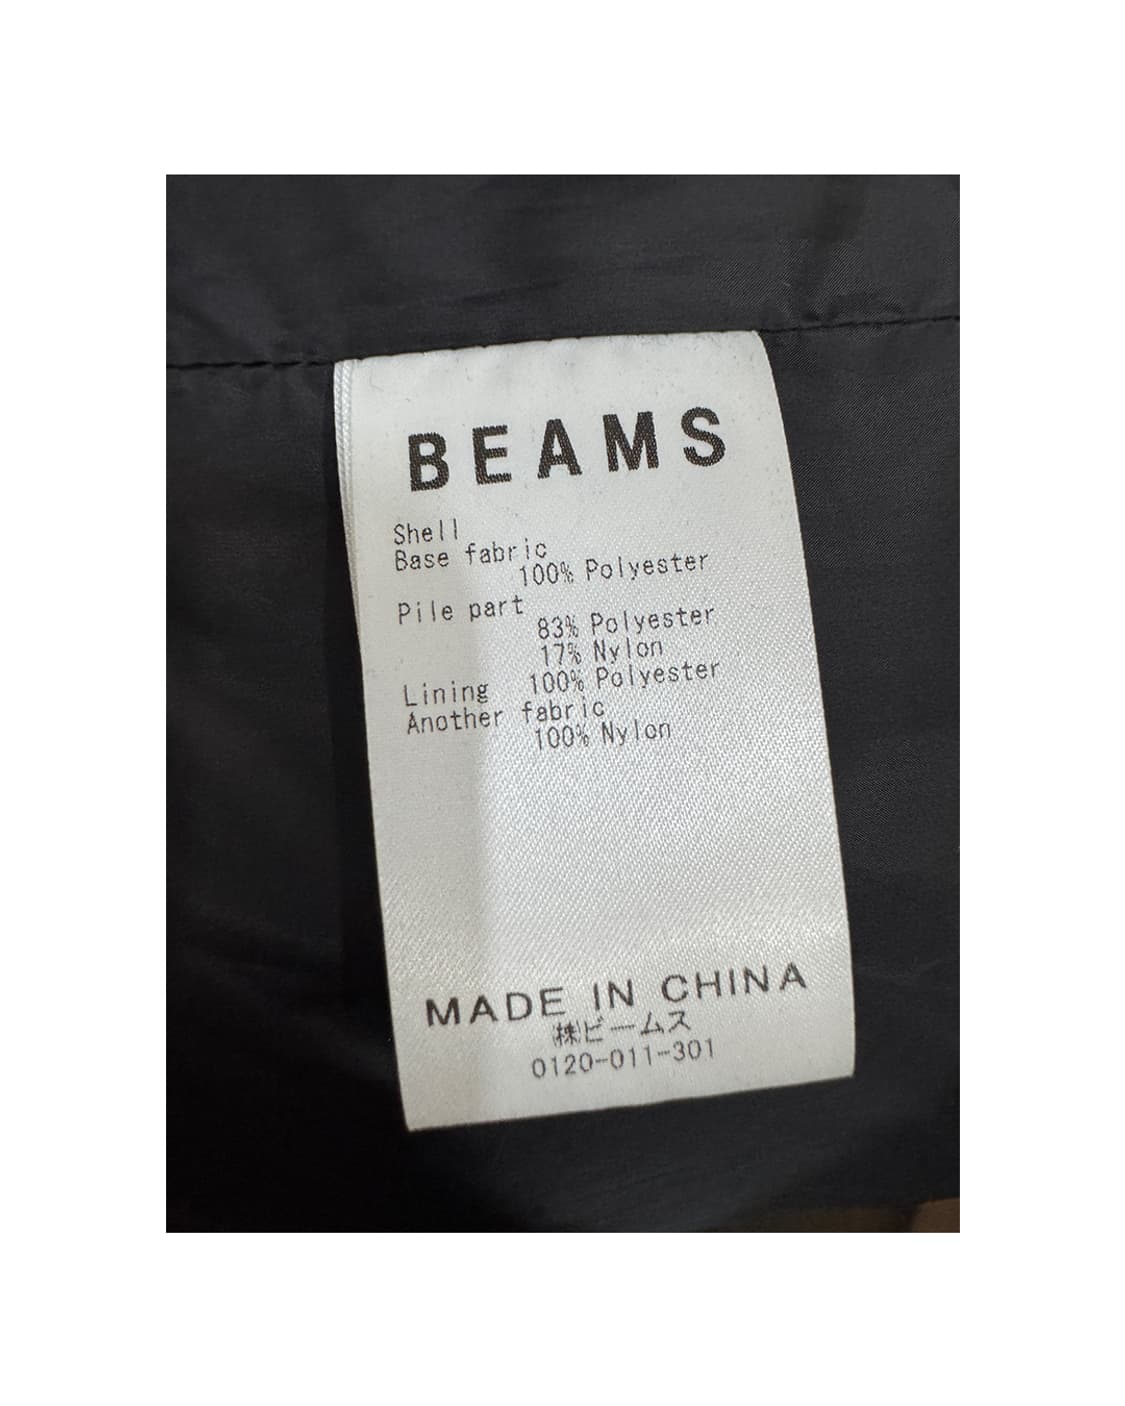 BEAMS
Shell
Base fabric
100% Polyester
Pile part
83% Polyester
17% Nylon
Lining 100% Polyester
Another fabric
100% Nylon
MADE IN CHINA
㈱ビームス
0120-011-301